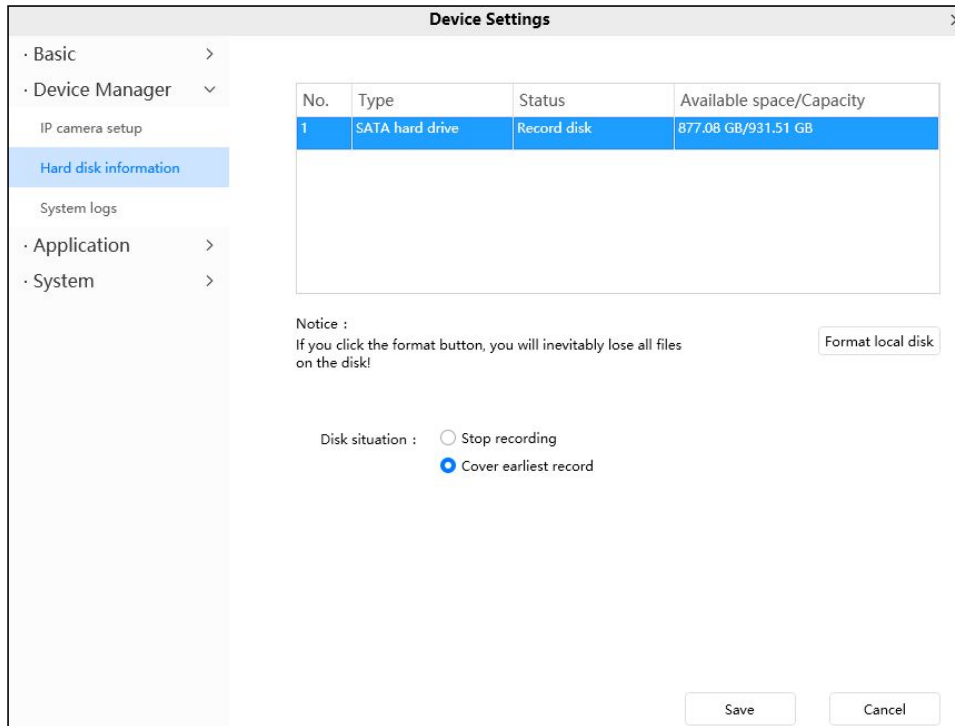 Device Settings
· Basic
· Device Manager
IP camera setup
Hard disk information
System logs
· Application
· System
No. Type Status Available space/Capacity
1 SATA hard drive Record disk 877.08 GB/931.51 GB
Notice :
If you click the format button, you will inevitably lose all files
on the disk!
Format local disk
Disk situation : Stop recording
Cover earliest record
Save Cancel